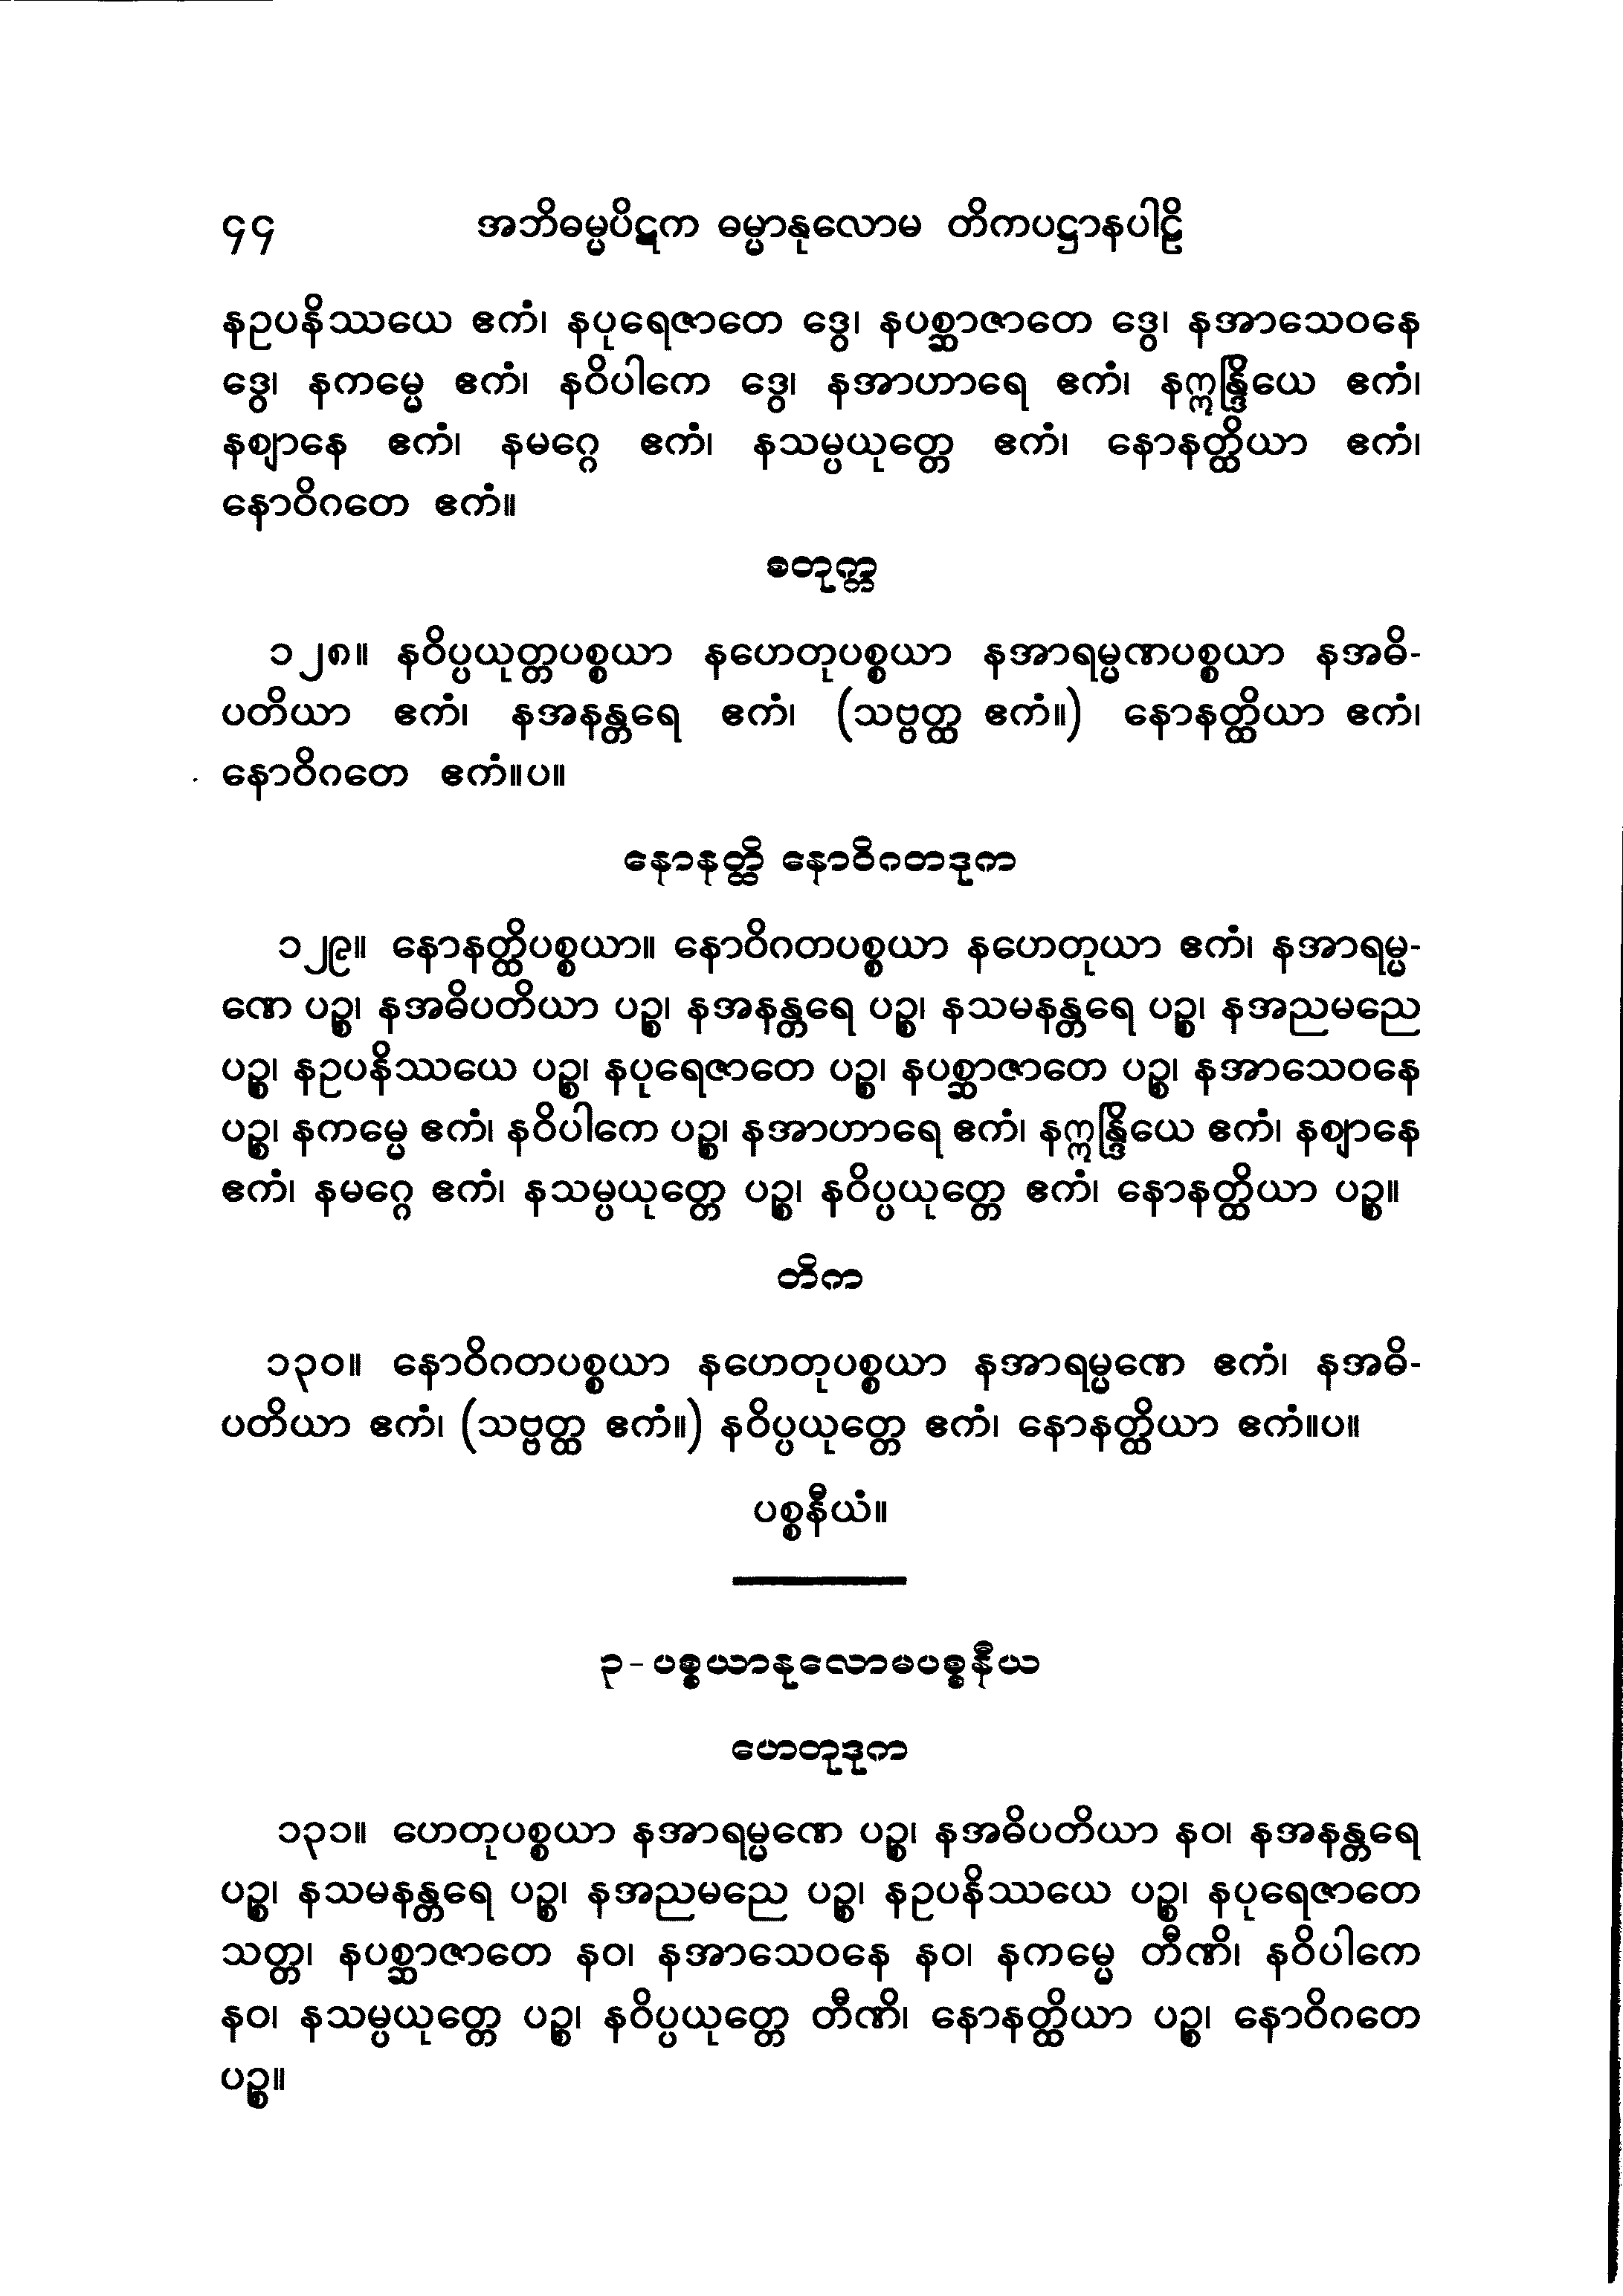 ၄၄ အဘိဓမ္မပိဋက ဓမ္မာနုလောမ တိကပဋ္ဌာနပါဠိ
နဥပနိဿယေ ဧကံ၊ နပုရေဇာတေ ဒွေ၊ နပစ္ဆာဇာတေ ဒွေ၊ နအာသေဝနေ
ဒွေ၊ နကမ္မေ ဧကံ၊ နဝိပါကေ ဒွေ၊ နအာဟာရေ ဧကံ၊ နဣန္ဒြိယေ ဧကံ၊
နဈာနေ ဧကံ၊ နမဂ္ဂေ ဧကံ၊ နသမ္ပယုတ္တေ ဧကံ၊ နောနတ္ထိယာ ဧကံ၊
နောဝိဂတေ ဧကံ။
စတုက္က
၁၂၈။ နဝိပ္ပယုတ္တပစ္စယာ နဟေတုပစ္စယာ နအာရမ္မဏပစ္စယာ နအဓိ-
ပတိယာ ဧကံ၊ နအနန္တရေ ဧကံ၊ (သဗ္ဗတ္ထ ဧကံ။) နောနတ္ထိယာ ဧကံ၊
နောဝိဂတေ ဧကံ။ပ။
နောနတ္ထိ နောဝိဂတဒုက
၁၂၉။ နောနတ္ထိပစ္စယာ။ နောဝိဂတပစ္စယာ နဟေတုယာ ဧကံ၊ နအာရမ္မ-
ဏေ ပဉ္စ၊ နအဓိပတိယာ ပဉ္စ၊ နအနန္တရေ ပဉ္စ၊ နသမနန္တရေ ပဉ္စ၊ နအညမညေ
ပဉ္စ၊ နဥပနိဿယေ ပဉ္စ၊ နပုရေဇာတေ ပဉ္စ၊ နပစ္ဆာဇာတေ ပဉ္စ၊ နအာသေဝနေ
ပဉ္စ၊ နကမ္မေ ဧကံ၊ နဝိပါကေ ပဉ္စ၊ နအာဟာရေ ဧကံ၊ နဣန္ဒြိယေ ဧကံ၊ နဈာနေ
ဧကံ၊ နမဂ္ဂေ ဧကံ၊ နသမ္ပယုတ္တေ ပဉ္စ၊ နဝိပ္ပယုတ္တေ ဧကံ၊ နောနတ္ထိယာ ပဉ္စ။
တိက
၁၃၀။ နောဝိဂတပစ္စယာ နဟေတုပစ္စယာ နအာရမ္မဏေ ဧကံ၊ နအဓိ-
ပတိယာ ဧကံ၊ (သဗ္ဗတ္ထ ဧကံ။) နဝိပ္ပယုတ္တေ ဧကံ၊ နောနတ္ထိယာ ဧကံ။ပ။
ပစ္စနီယံ။
၃-ပစ္စယာနုလောမပစ္စနီယ
ဟေတုဒုက
၁၃၁။ ဟေတုပစ္စယာ နအာရမ္မဏေ ပဉ္စ၊ နအဓိပတိယာ နဝ၊ နအနန္တရေ
ပဉ္စ၊ နသမနန္တရေ ပဉ္စ၊ နအညမညေ ပဉ္စ၊ နဥပနိဿယေ ပဉ္စ၊ နပုရေဇာတေ
သတ္တ၊ နပစ္ဆာဇာတေ နဝ၊ နအာသေဝနေ နဝ၊ နကမ္မေ တီဏိ၊ နဝိပါကေ
နဝ၊ နသမ္ပယုတ္တေ ပဉ္စ၊ နဝိပ္ပယုတ္တေ တီဏိ၊ နောနတ္ထိယာ ပဉ္စ၊ နောဝိဂတေ
ပဉ္စ။